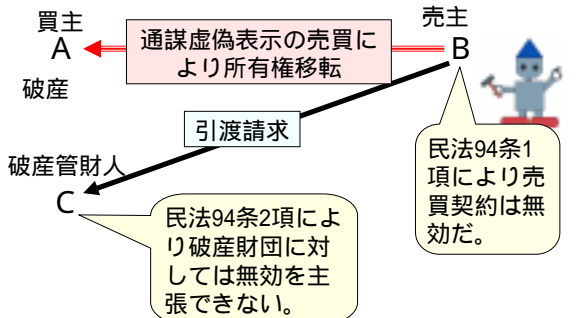 買主
A
破産
通謀虚偽表示の売買に
より所有権移転
売主
B
引渡請求
民法94条1
項により売
買契約は無
効だ。
破産管財人
C
民法94条2項によ
り破産財団に対
しては無効を主
張できない。